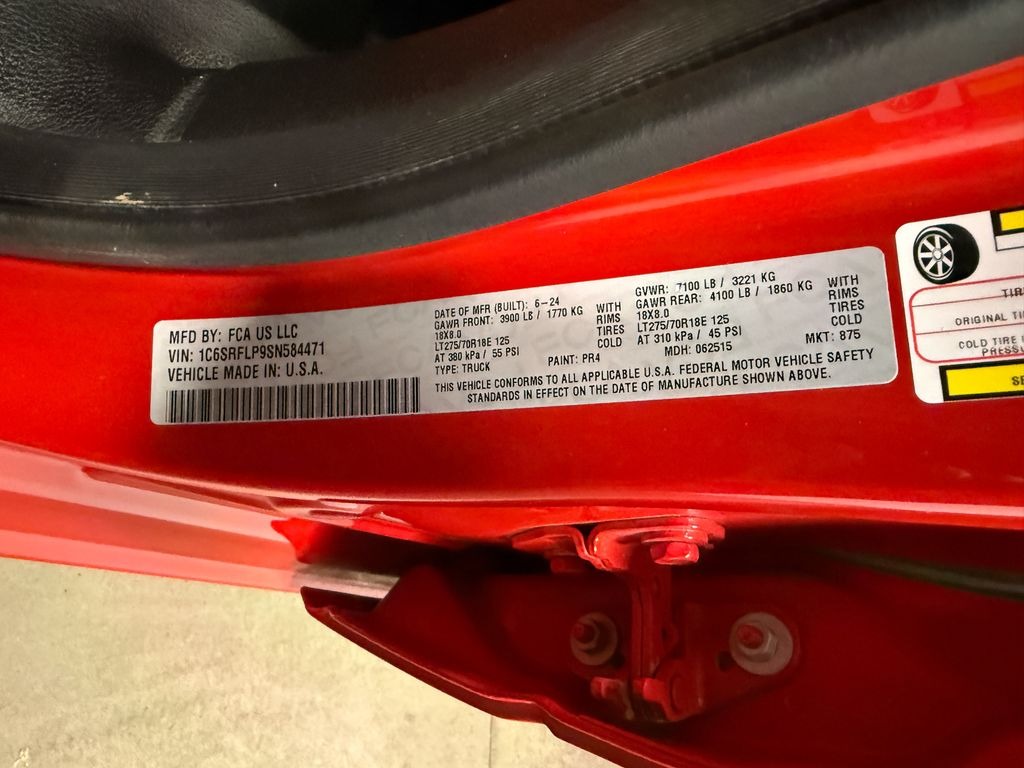 MFD BY: FCA US LLC
VIN: 1C6SRFLP9SN584471
VEHICLE MADE IN: U.S.A.
DATE OF MFR (BUILT): 6-24
GAWR FRONT: 3900 LB / 1770 KG WITH
18X8.0 RIMS
LT275/70R18E 125 TIRES
AT 380 kPa / 55 PSI COLD
TYPE: TRUCK
PAINT: PR4
GVWR: 7100 LB / 3221 KG
GAWR REAR: 4100 LB / 1860 KG WITH
18X8.0 RIMS
LT275/70R18E 125 TIRES
AT 310 kPa / 45 PSI COLD
MDH: 062515
MKT: 875
THIS VEHICLE CONFORMS TO ALL APPLICABLE U.S.A. FEDERAL MOTOR VEHICLE SAFETY
STANDARDS IN EFFECT ON THE DATE OF MANUFACTURE SHOWN ABOVE.
ORIGINAL
COLD